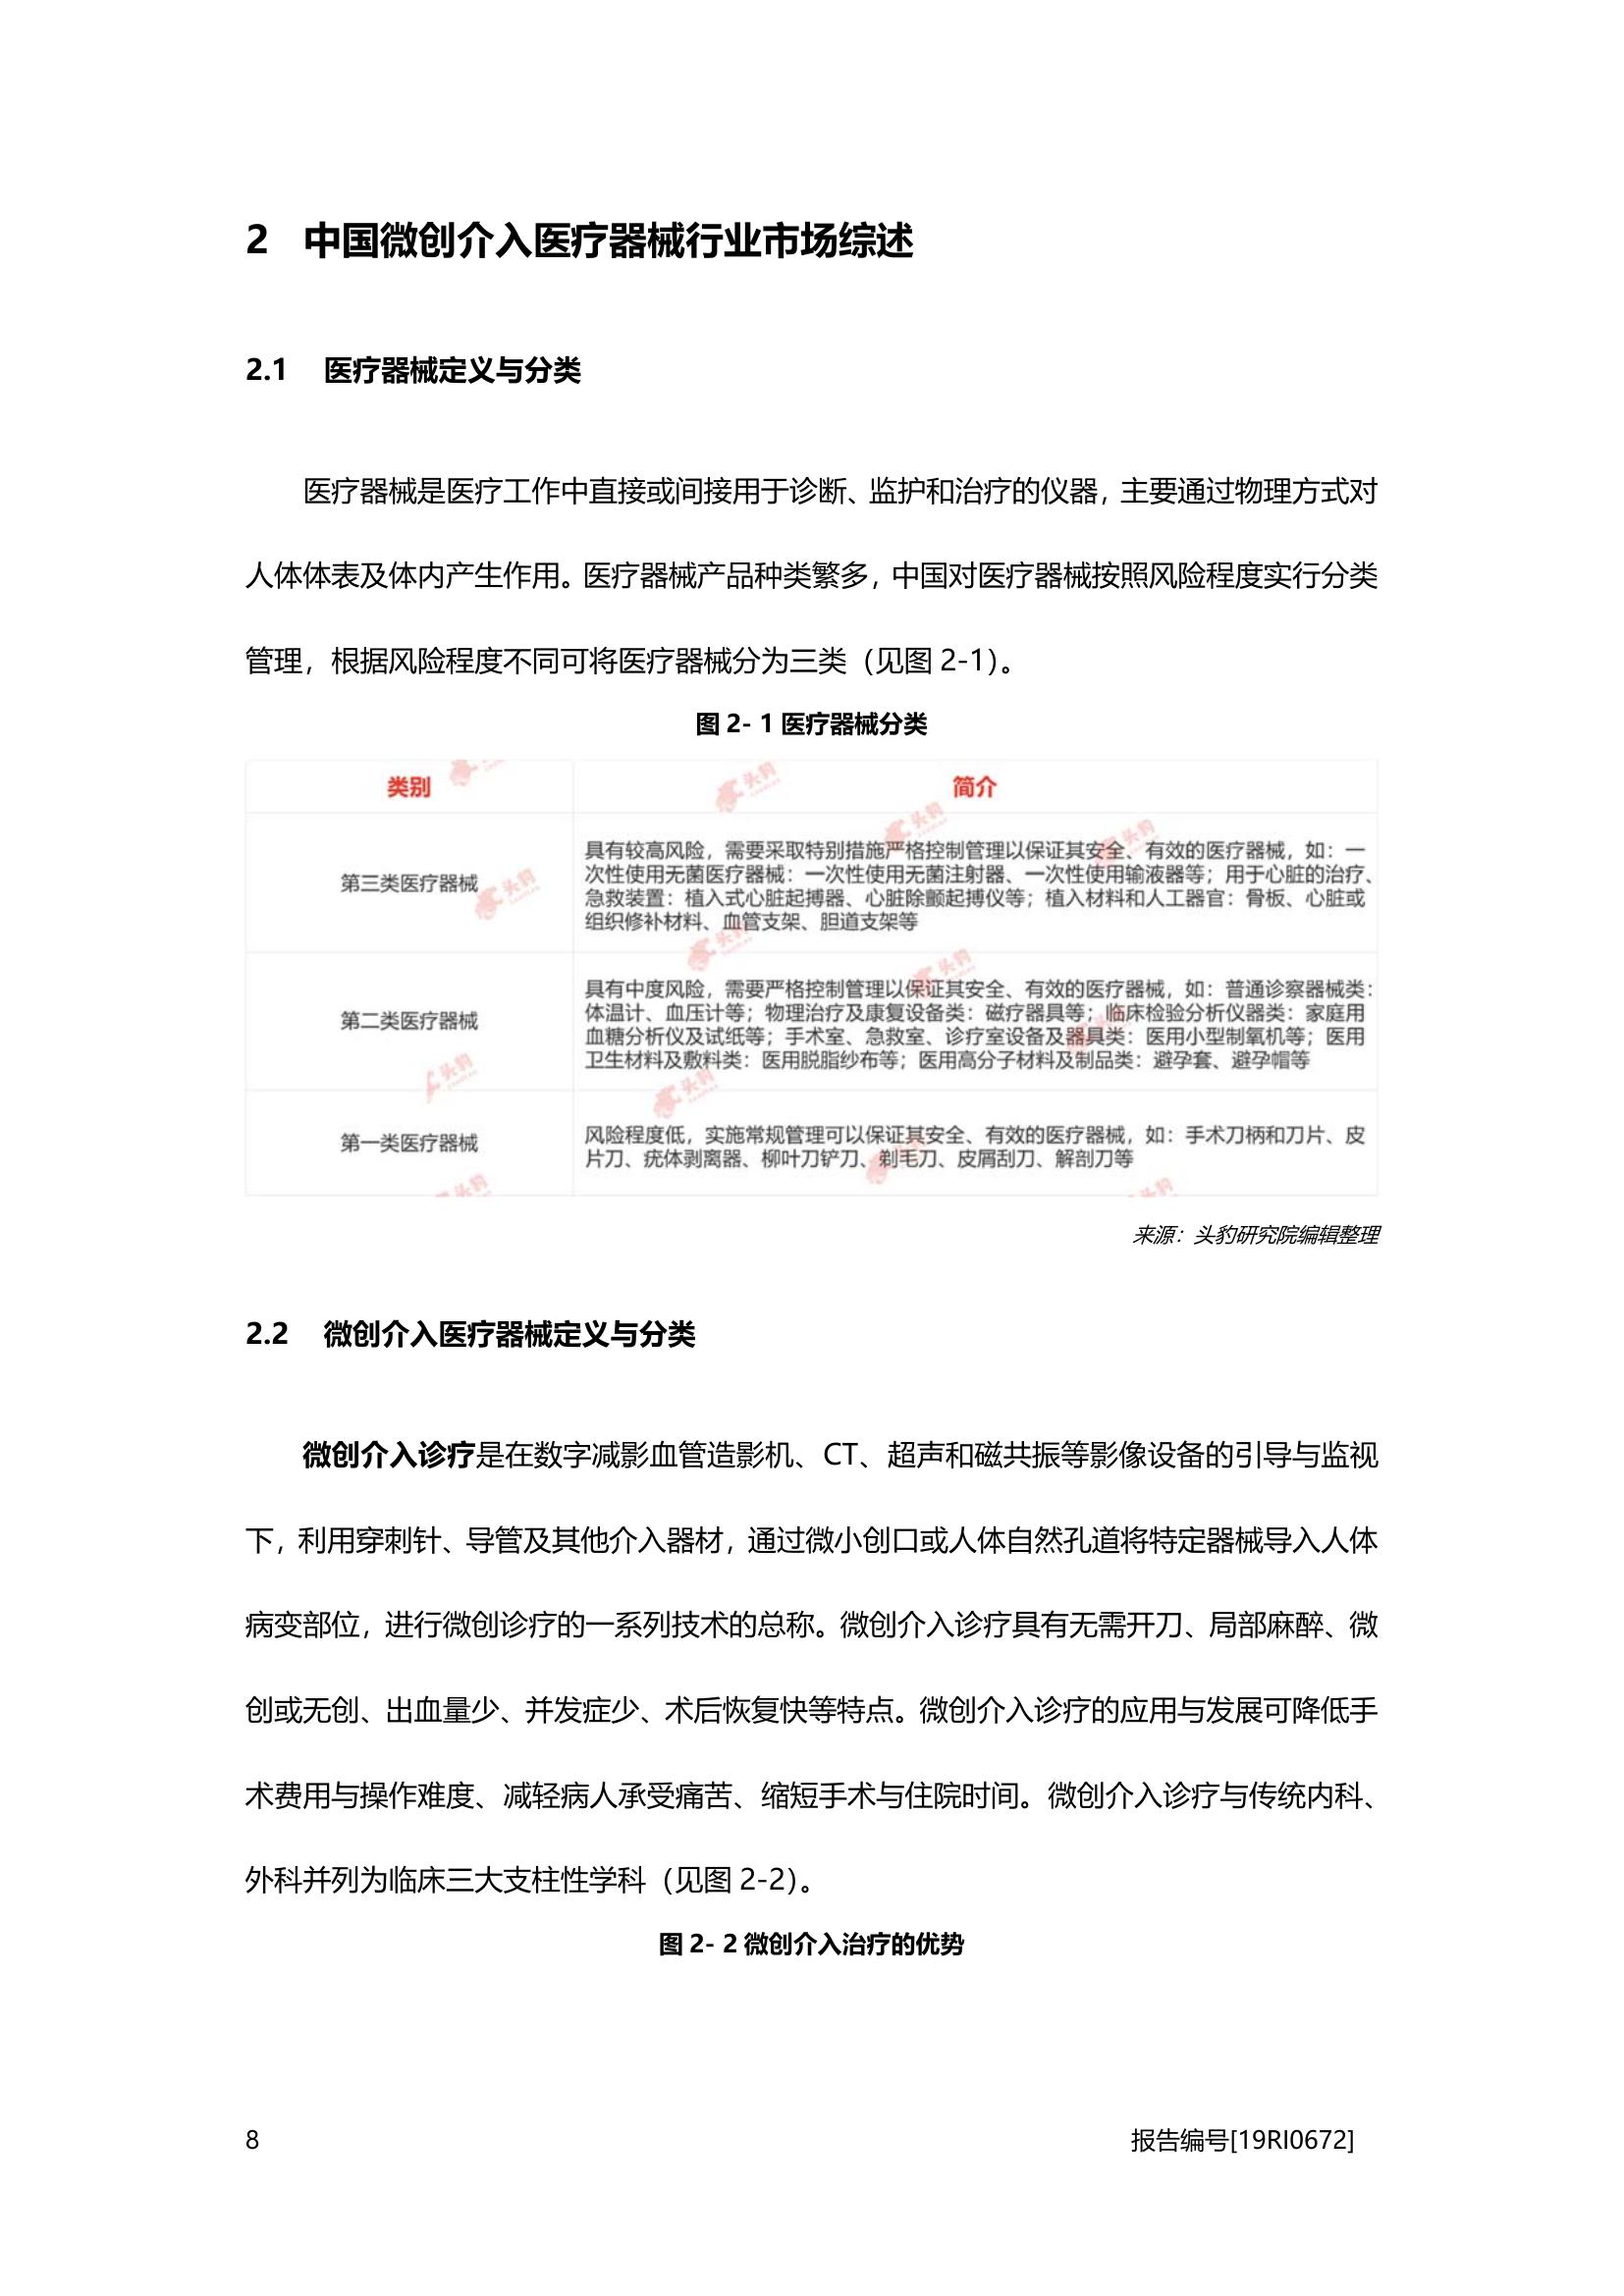 2 中国微创介入医疗器械行业市场综述
2.1 医疗器械定义与分类
医疗器械是医疗工作中直接或间接用于诊断、监护和治疗的仪器，主要通过物理方式对
人体体表及体内产生作用。医疗器械产品种类繁多，中国对医疗器械按照风险程度实行分类
管理，根据风险程度不同可将医疗器械分为三类（见图 2-1）。
图 2- 1 医疗器械分类
类别 简介
第三类医疗器械
具有较高风险，需要采取特别措施严格控制管理以保证其安全、有效的医疗器械，如：一
次性使用无菌医疗器械：一次性使用无菌注射器、一次性使用输液器等；用于心脏的治疗、
急救装置：植入式心脏起搏器、心脏除颤起搏仪等；植入材料和人工器官：骨板、心脏或
组织修补材料、血管支架、胆道支架等
第二类医疗器械
具有中度风险，需要严格控制管理以保证其安全、有效的医疗器械，如：普通诊察器械类：
体温计、血压计等；物理治疗及康复设备类：磁疗器具等；临床检验分析仪器类：家庭用
血糖分析仪及试纸等；手术室、急救室、诊疗室设备及器具类：医用小型制氧机等；医用
卫生材料及敷料类：医用脱脂纱布等；医用高分子材料及制品类：避孕套、避孕帽等
第一类医疗器械
风险程度低，实施常规管理可以保证其安全、有效的医疗器械，如：手术刀柄和刀片、皮
片刀、疣体剥离器、柳叶刀铲刀、剃毛刀、皮屑刮刀、解剖刀等
来源：头豹研究院编辑整理
2.2 微创介入医疗器械定义与分类
微创介入诊疗是在数字减影血管造影机、CT、超声和磁共振等影像设备的引导与监视
下，利用穿刺针、导管及其他介入器材，通过微小创口或人体自然孔道将特定器械导入人体
病变部位，进行微创诊疗的一系列技术的总称。微创介入诊疗具有无需开刀、局部麻醉、微
创或无创、出血量少、并发症少、术后恢复快等特点。微创介入诊疗的应用与发展可降低手
术费用与操作难度、减轻病人承受痛苦、缩短手术与住院时间。微创介入诊疗与传统内科、
外科并列为临床三大支柱性学科（见图 2-2）。
图 2- 2 微创介入治疗的优势
8 报告编号[19RI0672]